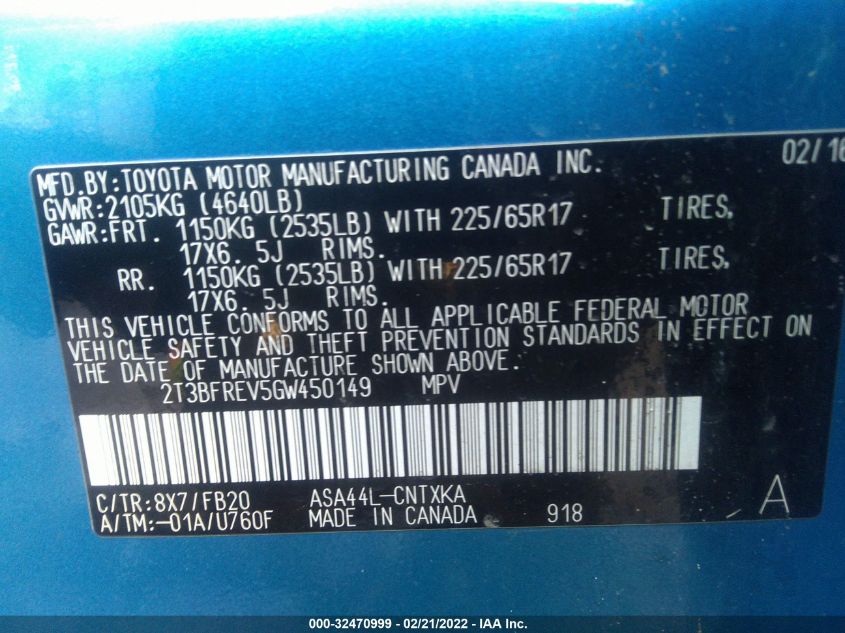 MFD.BY:TOYOTA MOTOR MANUFACTURING CANADA INC. 02/16
GVWR:2105KG (4640LB)
GAWR:FRT. 1150KG (2535LB) WITH 225/65R17 TIRES,
17X6. 5J RIMS.
RR. 1150KG (2535LB) WITH 225/65R17 TIRES,
17X6. 5J RIMS.
THIS VEHICLE CONFORMS TO ALL APPLICABLE FEDERAL MOTOR
VEHICLE SAFETY AND THEFT PREVENTION STANDARDS IN EFFECT ON
THE DATE OF MANUFACTURE SHOWN ABOVE.
2T3BFREV5GW450149 MPV
C/TR:8X7/FB20 ASA44L-CNTXKA A
A/TM:-01A/U760F MADE IN CANADA 918
000-32470999 — 02/21/2022 — IAA Inc.